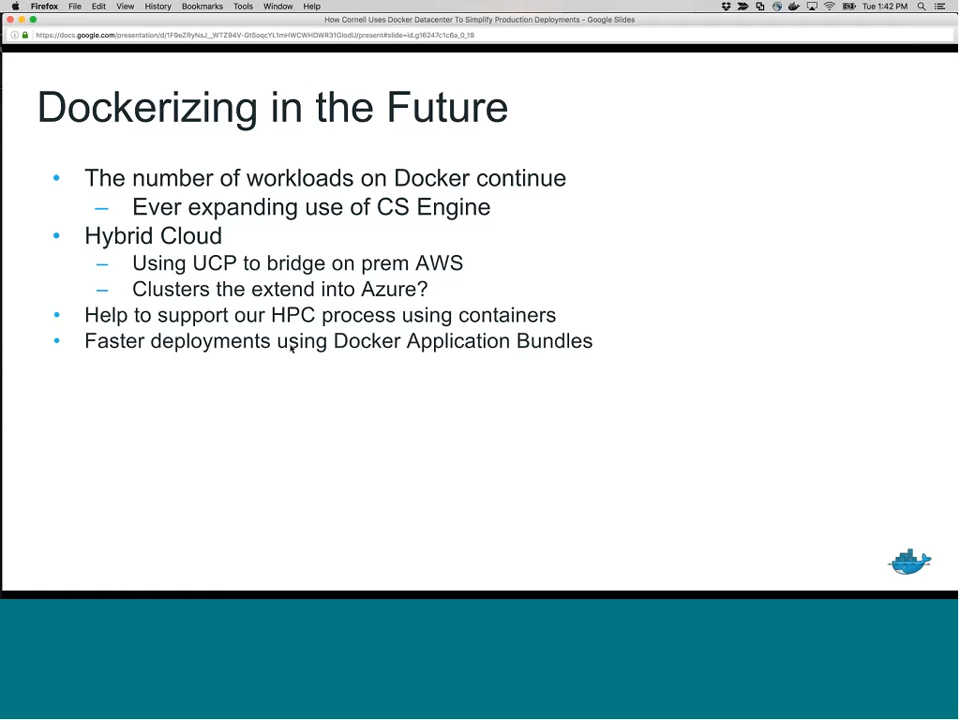 Firefox File Edit View History Bookmarks Tools Window Help Tue 1:42 PM
How Cornell Uses Docker Datacenter To Simplify Production Deployments - Google Slides
Dockerizing in the Future
• The number of workloads on Docker continue
– Ever expanding use of CS Engine
• Hybrid Cloud
– Using UCP to bridge on prem AWS
– Clusters the extend into Azure?
• Help to support our HPC process using containers
• Faster deployments using Docker Application Bundles